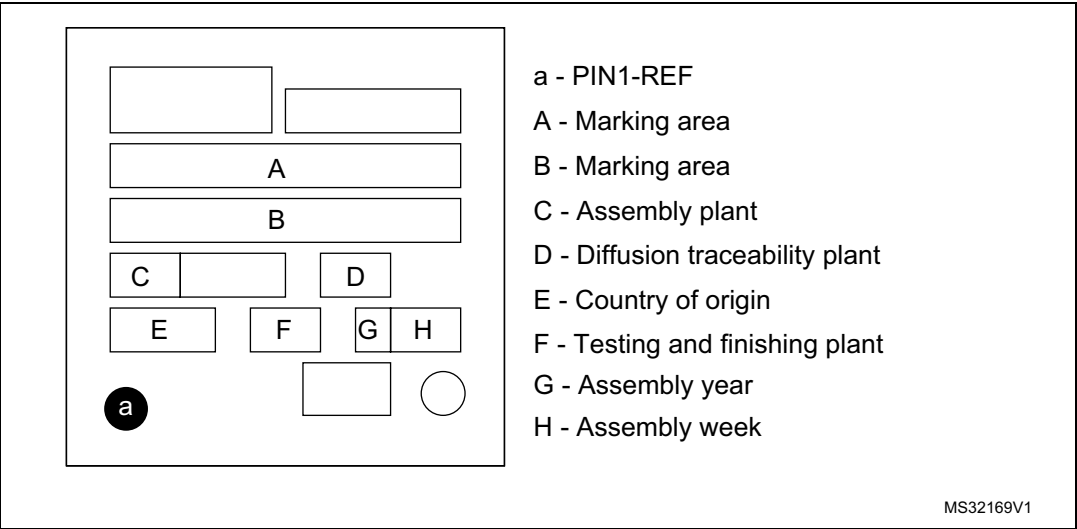 a - PIN1-REF
A - Marking area
B - Marking area
C - Assembly plant
D - Diffusion traceability plant
E - Country of origin
F - Testing and finishing plant
G - Assembly year
H - Assembly week
A
B
C D
E F G H
a
MS32169V1